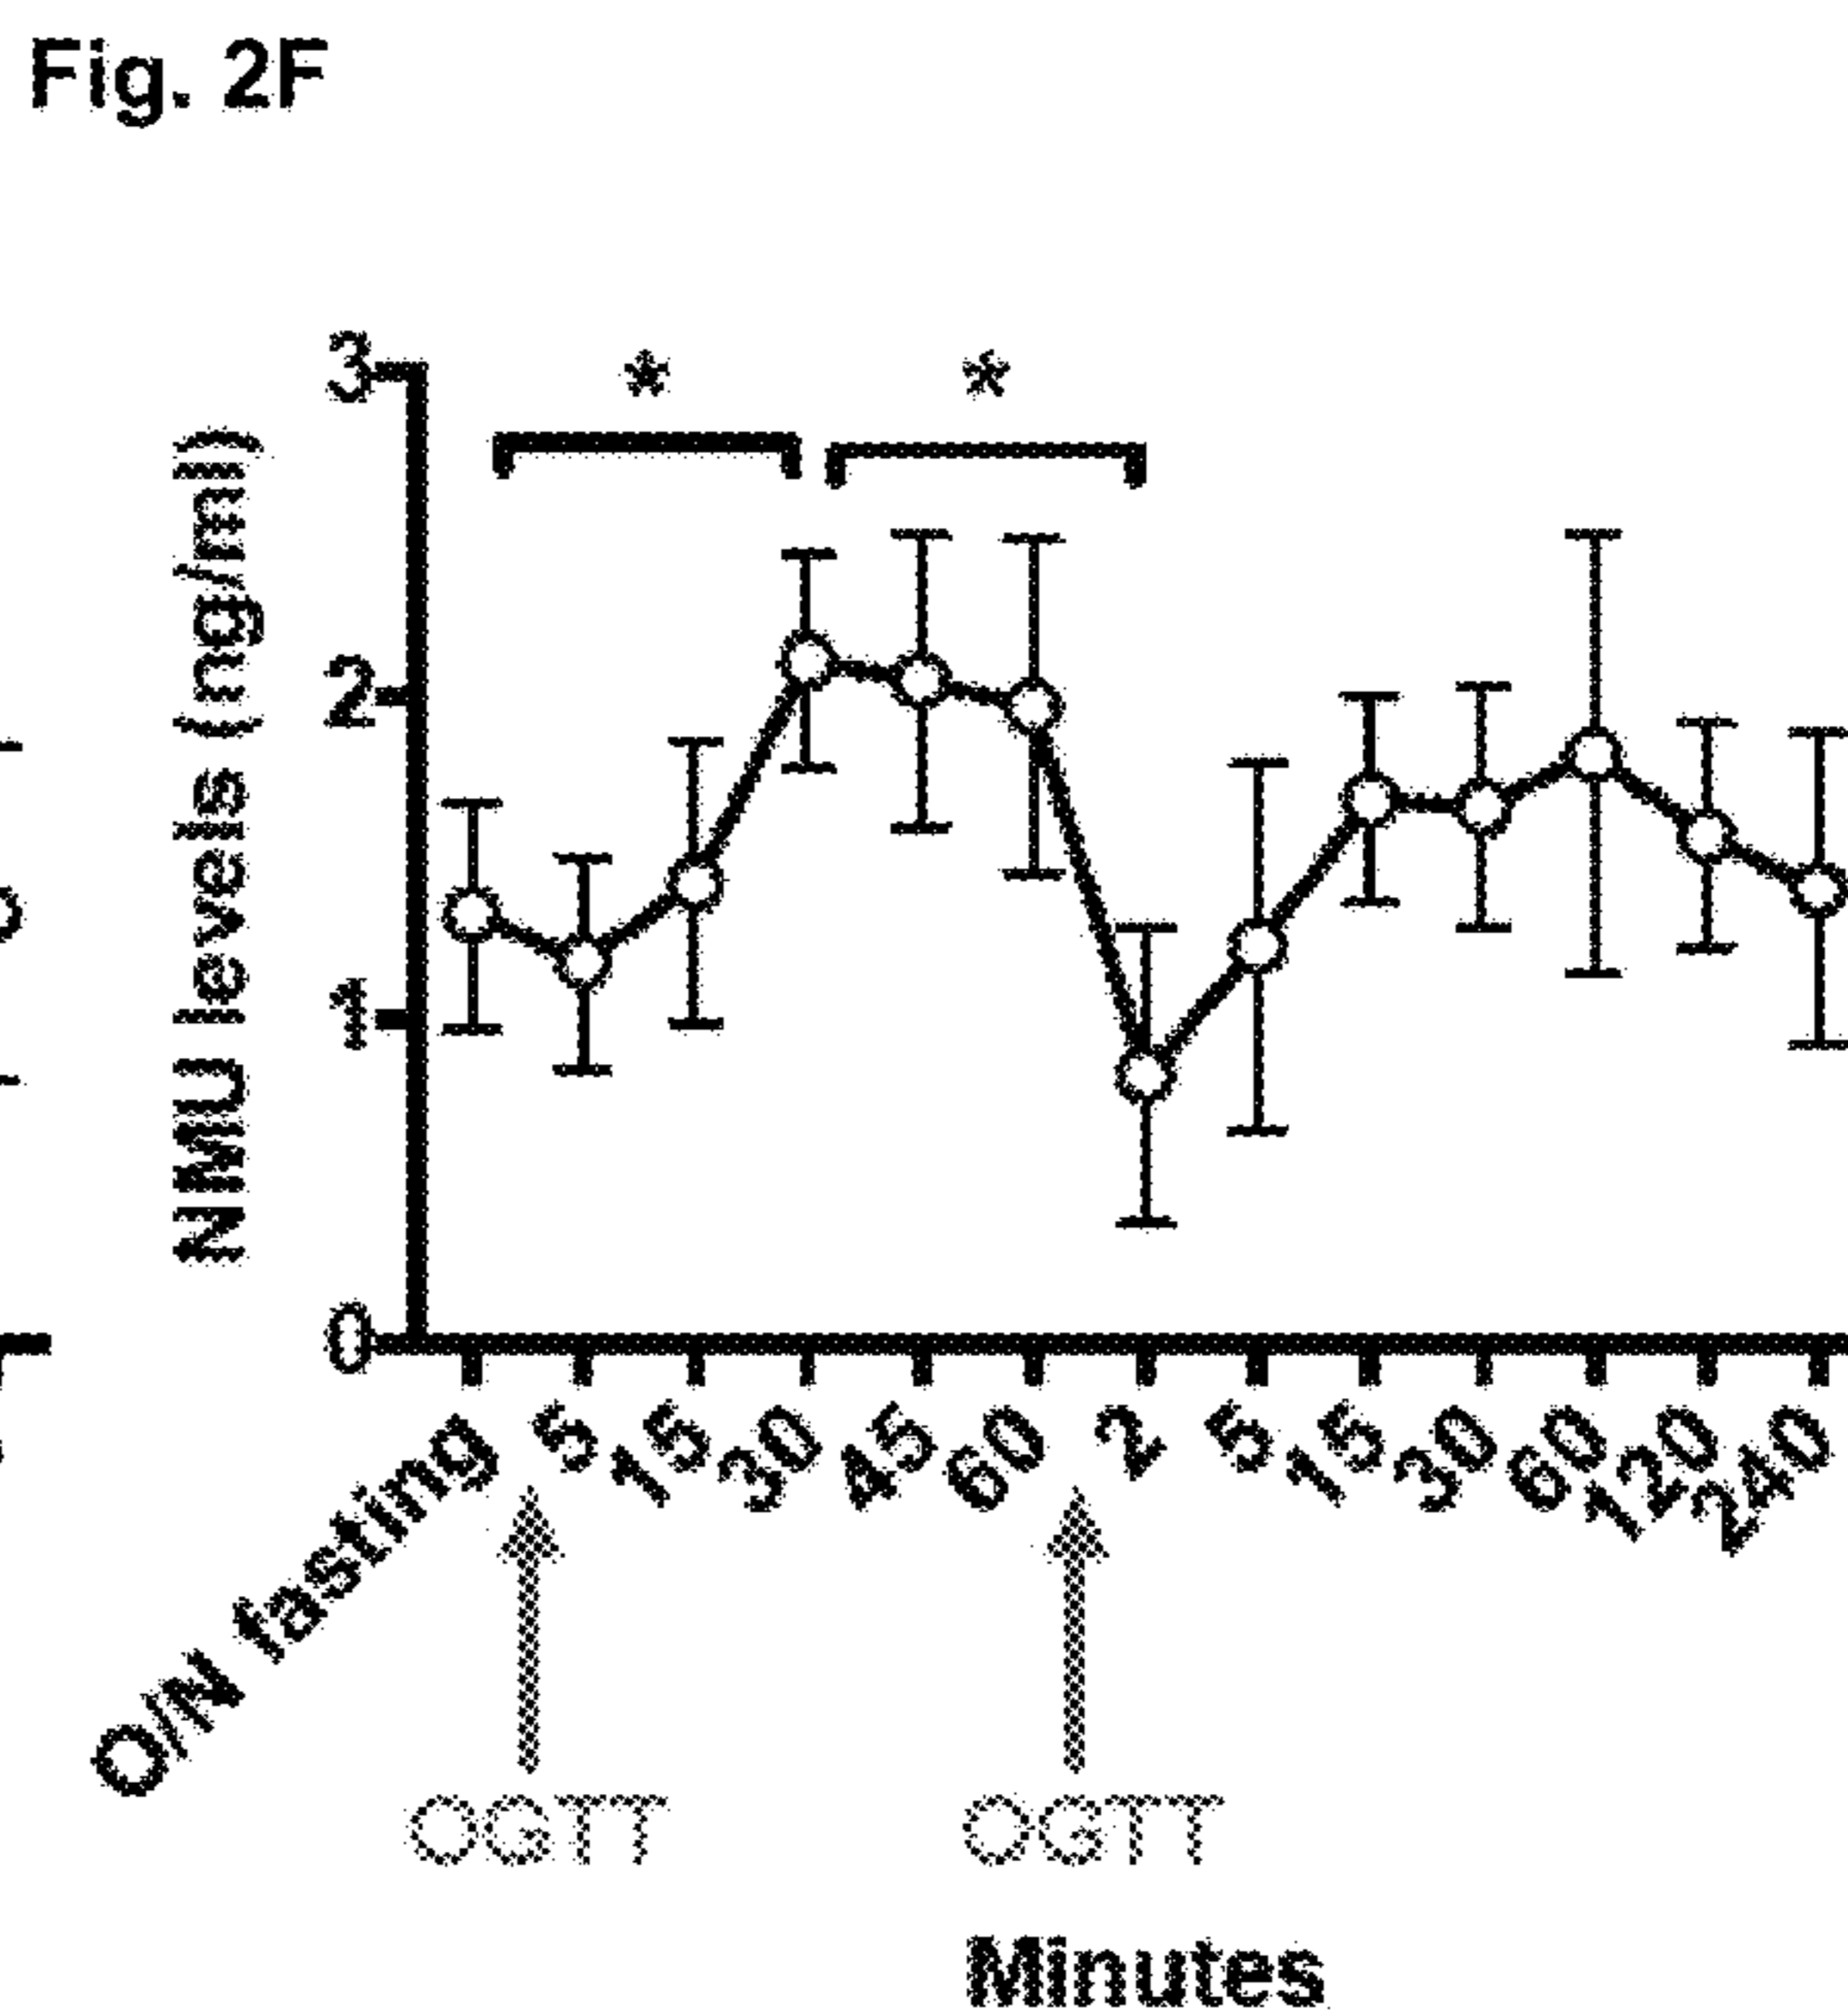 Fig. 2F
NMU levels (ng/ml)
3
*
*
2
1
0
O/N fasting 5 15 30 45 60 2 5 15 30 60 120 240
OGTT OGTT
Minutes